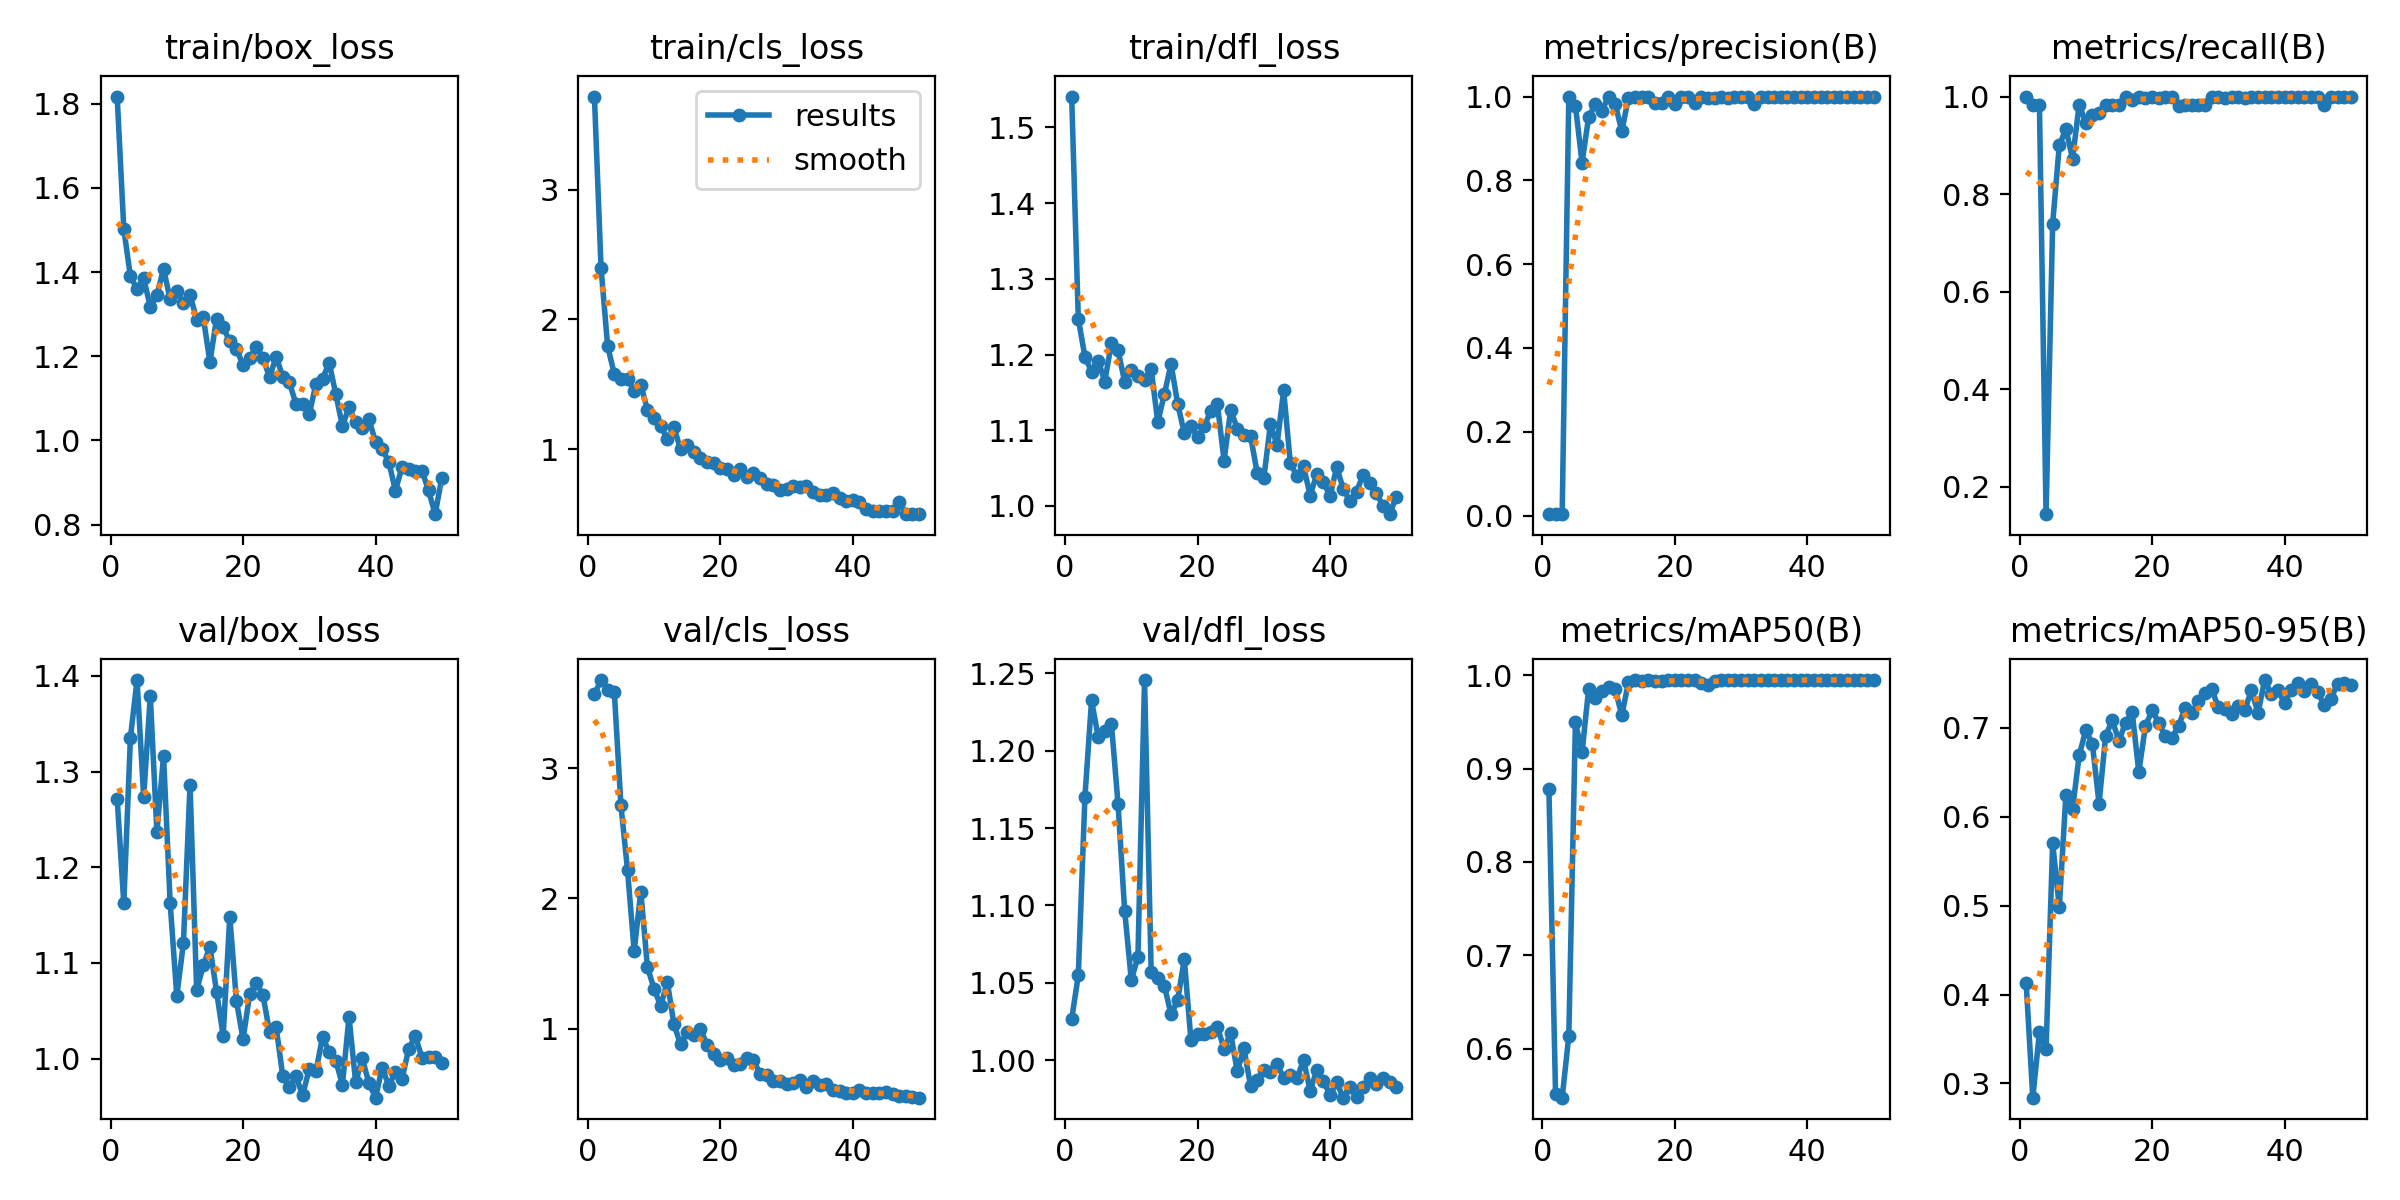 train/box_loss
1.8
1.6
1.4
1.2
1.0
0.8
0 20 40
train/cls_loss
results
smooth
3
2
1
0 20 40
train/dfl_loss
1.5
1.4
1.3
1.2
1.1
1.0
0 20 40
metrics/precision(B)
1.0
0.8
0.6
0.4
0.2
0.0
0 20 40
metrics/recall(B)
1.0
0.8
0.6
0.4
0.2
0 20 40
val/box_loss
1.4
1.3
1.2
1.1
1.0
0 20 40
val/cls_loss
3
2
1
0 20 40
val/dfl_loss
1.25
1.20
1.15
1.10
1.05
1.00
0 20 40
metrics/mAP50(B)
1.0
0.9
0.8
0.7
0.6
0 20 40
metrics/mAP50-95(B)
0.7
0.6
0.5
0.4
0.3
0 20 40